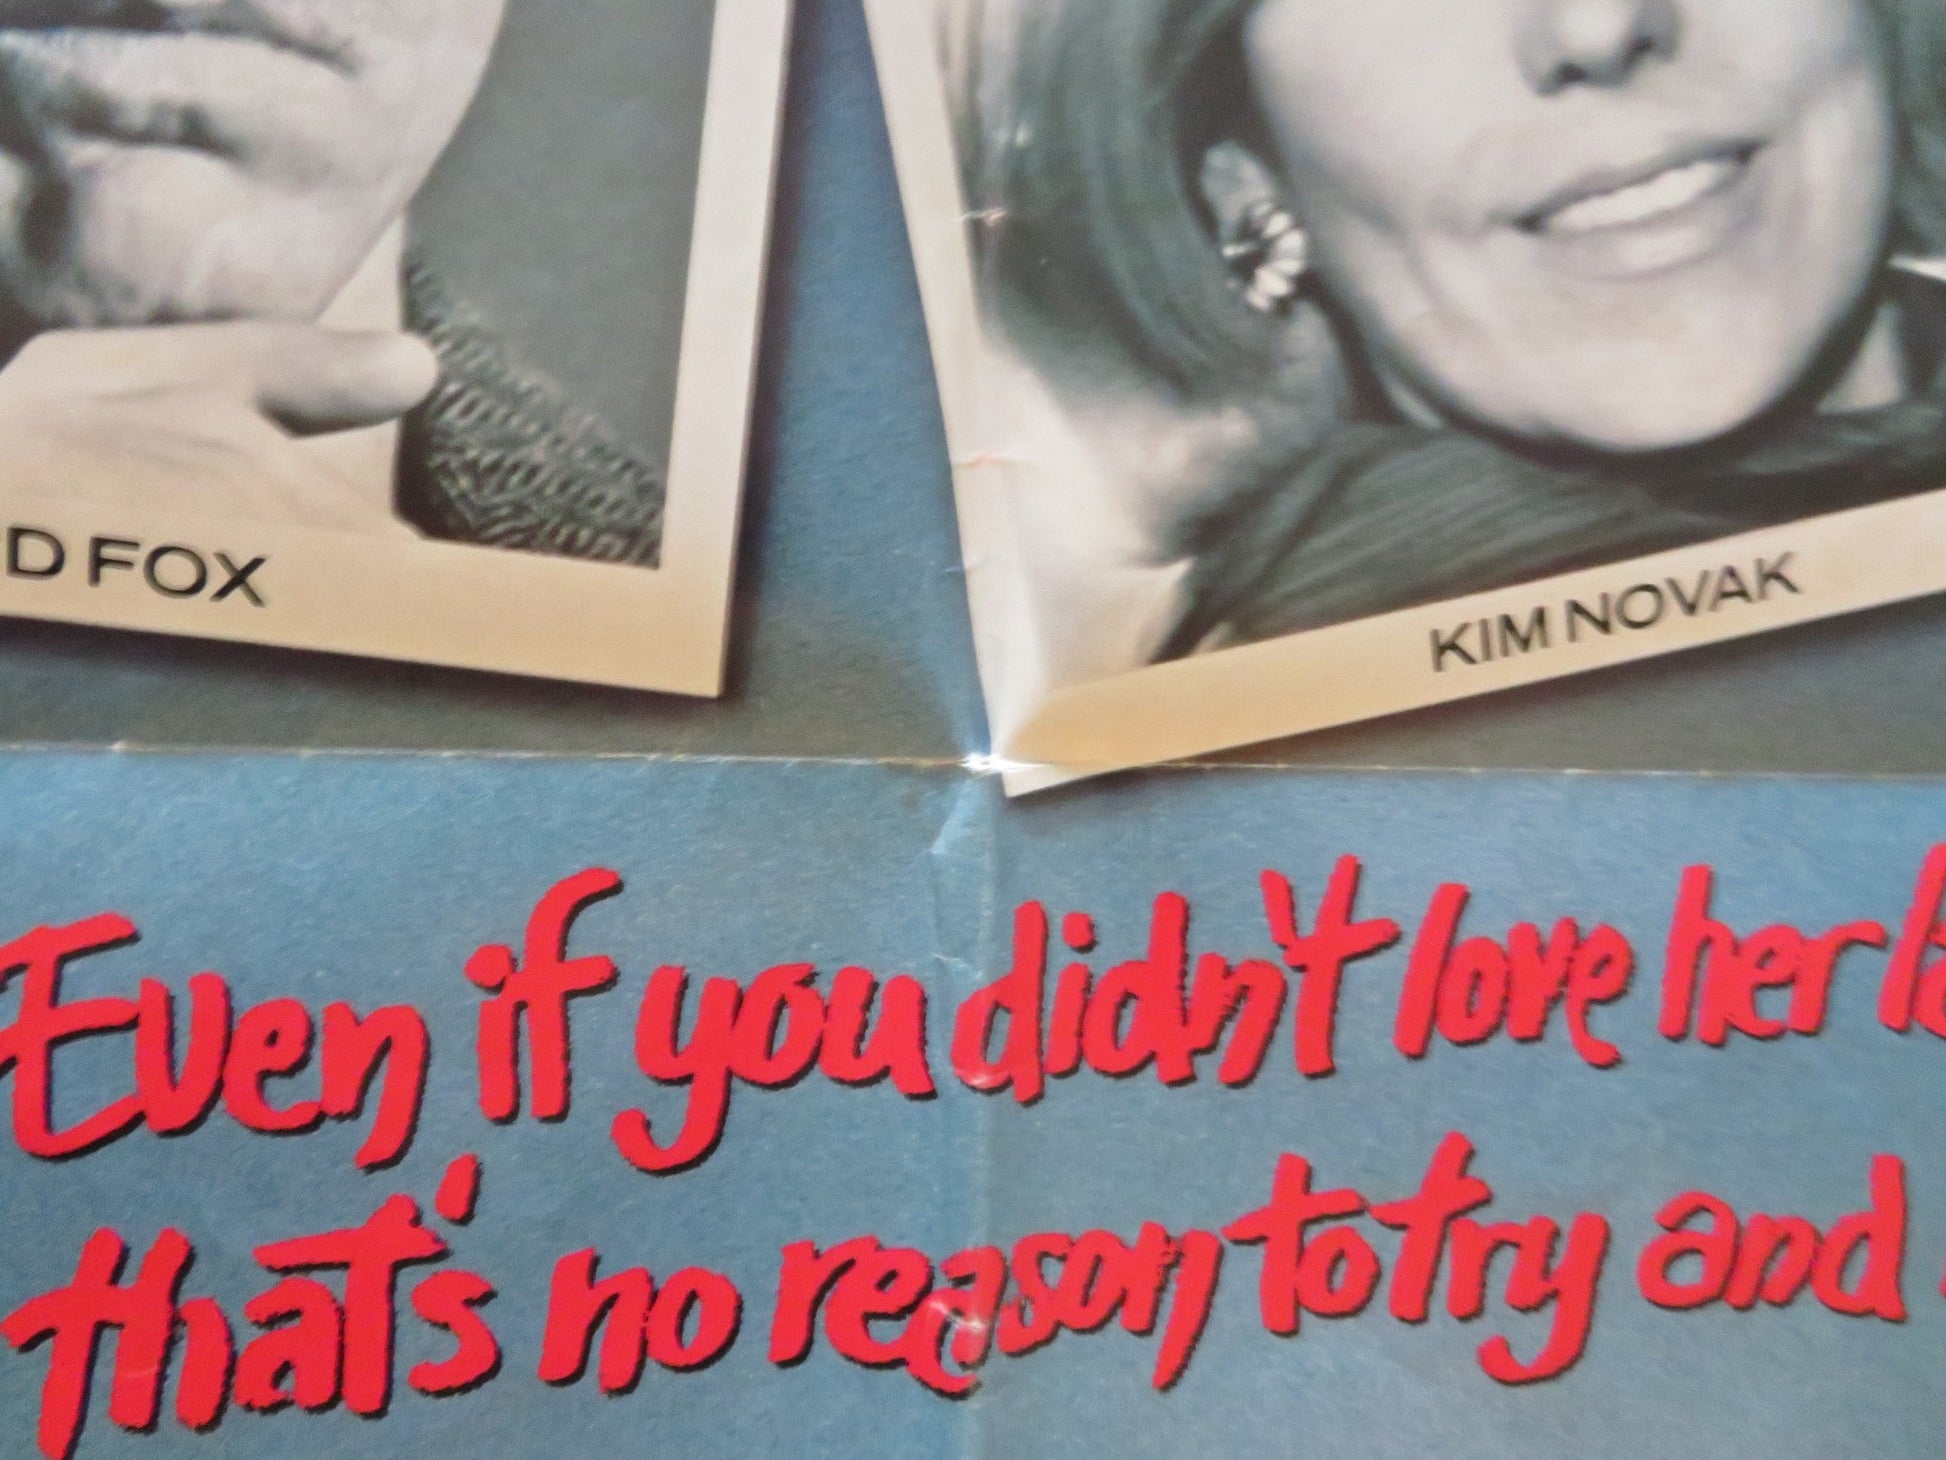 D FOX
KIM NOVAK
Even if you didn't love her
that's no reason to try and